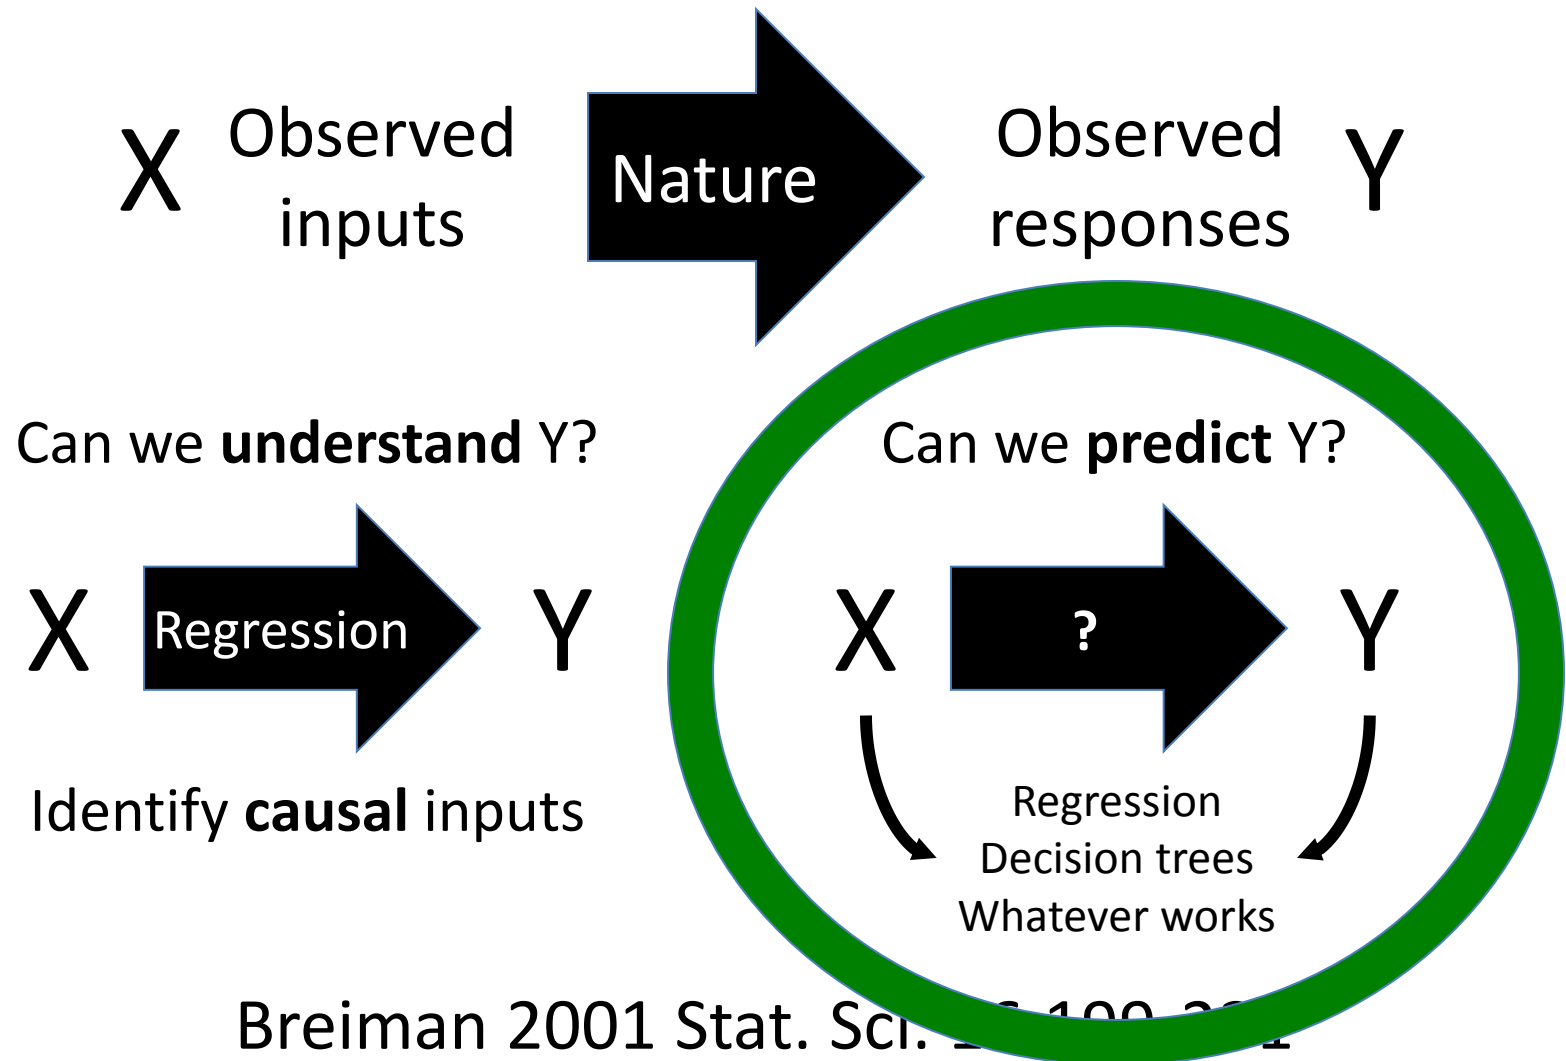 X Observed inputs Nature Observed responses Y
Can we understand Y?
X Regression Y
Identify causal inputs
Can we predict Y?
X ? Y
Regression
Decision trees
Whatever works
Breiman 2001 Stat. Sci.